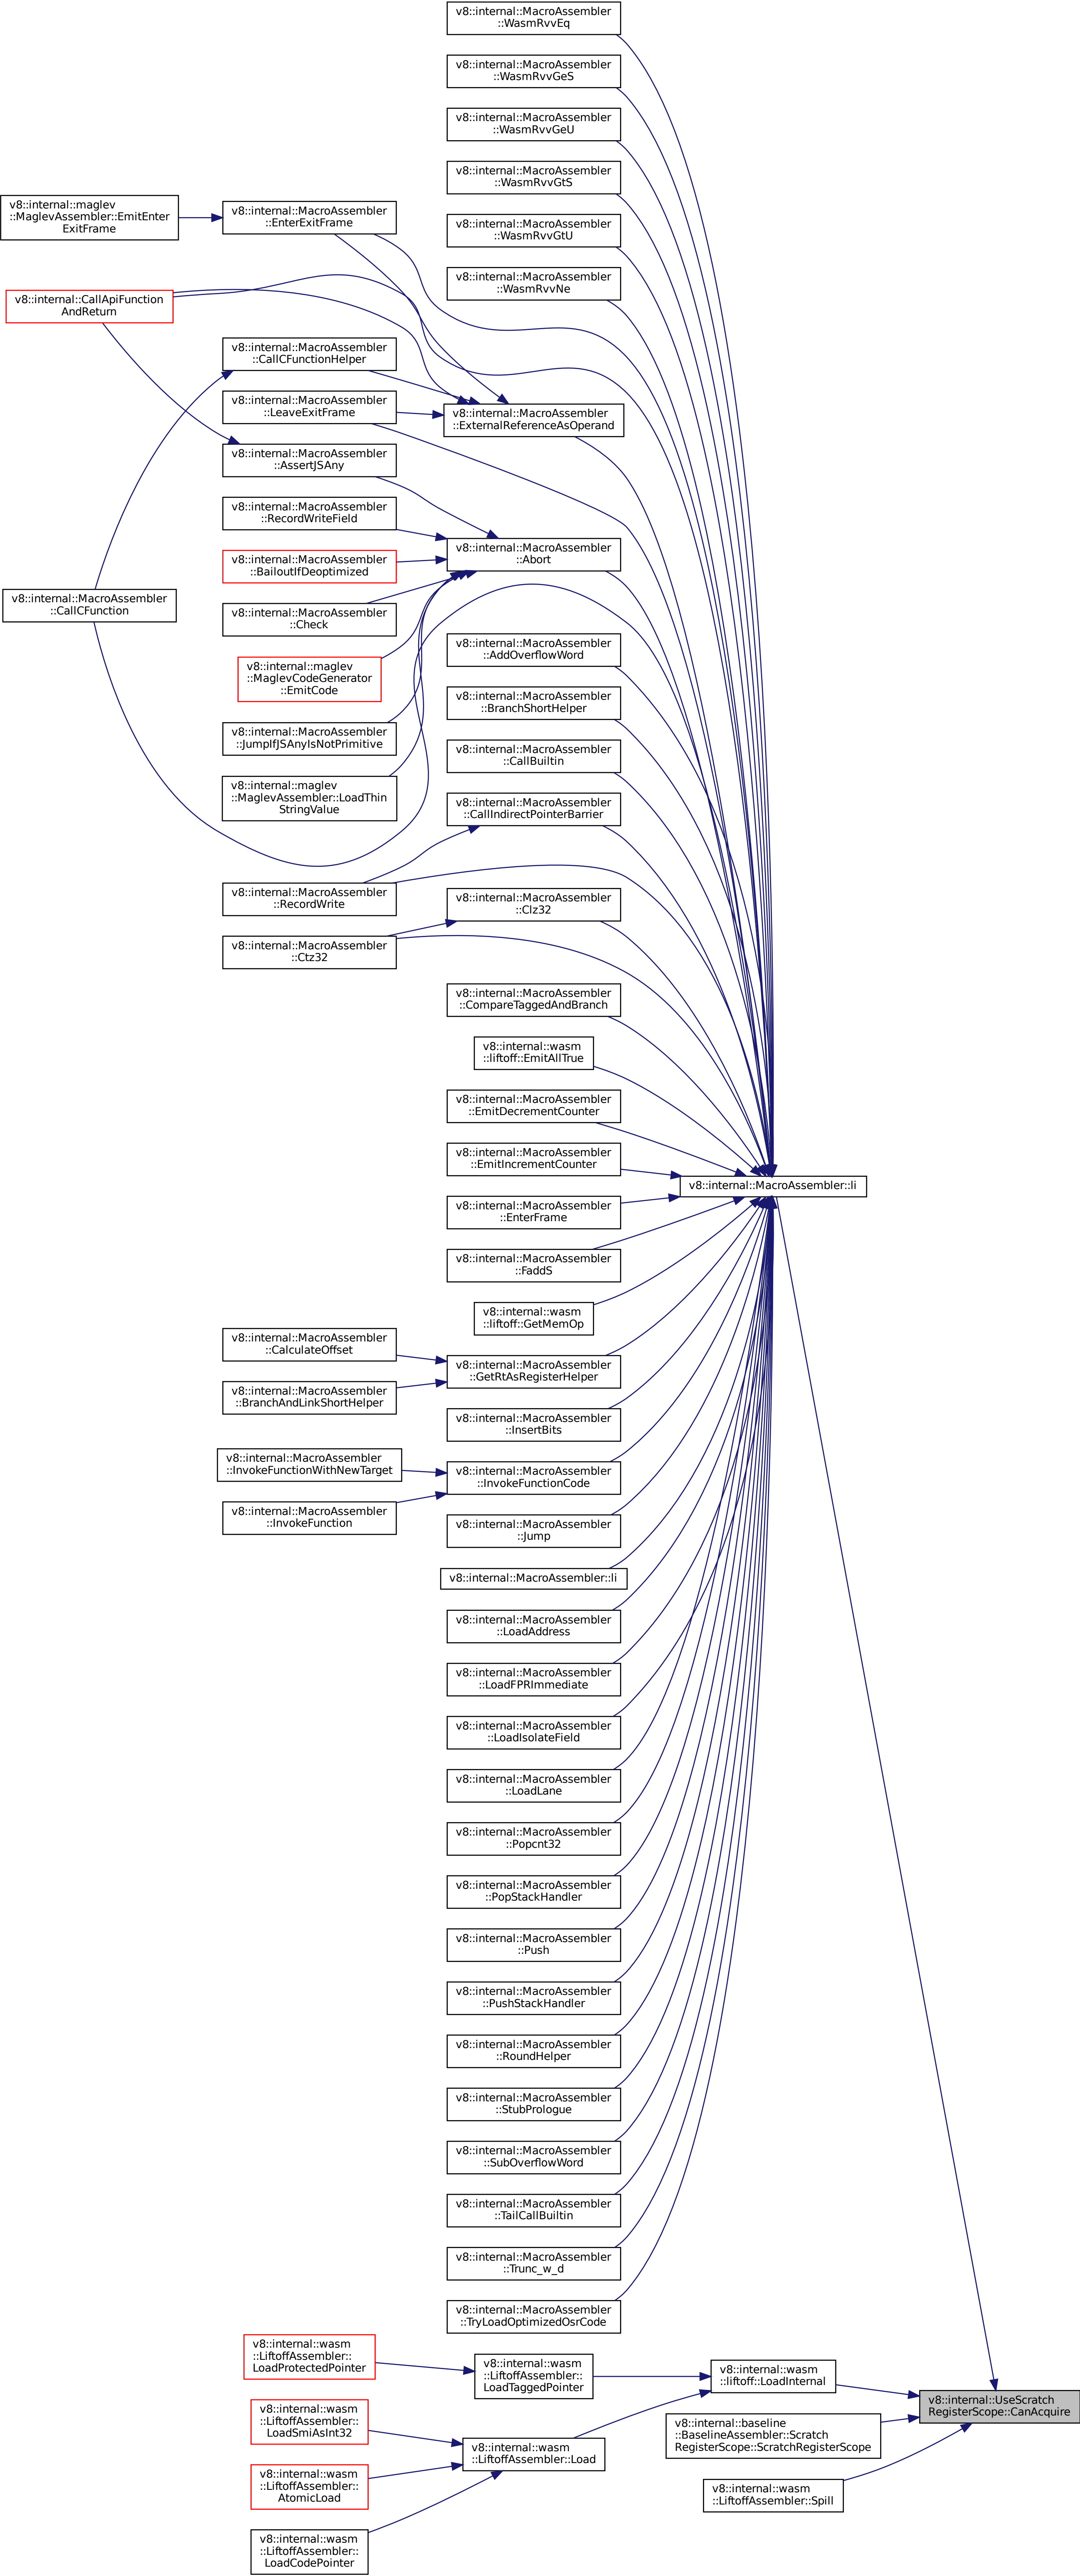 v8::internal::MacroAssembler
::WasmRvvEq
v8::internal::MacroAssembler
::WasmRvvGeS
v8::internal::MacroAssembler
::WasmRvvGeU
v8::internal::MacroAssembler
::WasmRvvGtS
v8::internal::maglev
::MaglevAssembler::EmitEnter
ExitFrame
v8::internal::MacroAssembler
::EnterExitFrame
v8::internal::MacroAssembler
::WasmRvvGtU
v8::internal::MacroAssembler
::WasmRvvNe
v8::internal::CallApiFunction
AndReturn
v8::internal::MacroAssembler
::CallCFunctionHelper
v8::internal::MacroAssembler
::LeaveExitFrame
v8::internal::MacroAssembler
::ExternalReferenceAsOperand
v8::internal::MacroAssembler
::AssertJSAny
v8::internal::MacroAssembler
::RecordWriteField
v8::internal::MacroAssembler
::Abort
v8::internal::MacroAssembler
::BailoutIfDeoptimized
v8::internal::MacroAssembler
::CallCFunction
v8::internal::MacroAssembler
::Check
v8::internal::MacroAssembler
::AddOverflowWord
v8::internal::maglev
::MaglevCodeGenerator
::EmitCode
v8::internal::MacroAssembler
::BranchShortHelper
v8::internal::MacroAssembler
::JumpIfJSAnyIsNotPrimitive
v8::internal::MacroAssembler
::CallBuiltin
v8::internal::maglev
::MaglevAssembler::LoadThin
StringValue
v8::internal::MacroAssembler
::CallIndirectPointerBarrier
v8::internal::MacroAssembler
::RecordWrite
v8::internal::MacroAssembler
::Clz32
v8::internal::MacroAssembler
::Ctz32
v8::internal::MacroAssembler
::CompareTaggedAndBranch
v8::internal::wasm
::liftoff::EmitAllTrue
v8::internal::MacroAssembler
::EmitDecrementCounter
v8::internal::MacroAssembler
::EmitIncrementCounter
v8::internal::MacroAssembler::li
v8::internal::MacroAssembler
::EnterFrame
v8::internal::MacroAssembler
::FaddS
v8::internal::wasm
::liftoff::GetMemOp
v8::internal::MacroAssembler
::CalculateOffset
v8::internal::MacroAssembler
::GetRtAsRegisterHelper
v8::internal::MacroAssembler
::BranchAndLinkShortHelper
v8::internal::MacroAssembler
::InsertBits
v8::internal::MacroAssembler
::InvokeFunctionWithNewTarget
v8::internal::MacroAssembler
::InvokeFunctionCode
v8::internal::MacroAssembler
::InvokeFunction
v8::internal::MacroAssembler
::Jump
v8::internal::MacroAssembler::li
v8::internal::MacroAssembler
::LoadAddress
v8::internal::MacroAssembler
::LoadFPRImmediate
v8::internal::MacroAssembler
::LoadIsolateField
v8::internal::MacroAssembler
::LoadLane
v8::internal::MacroAssembler
::Popcnt32
v8::internal::MacroAssembler
::PopStackHandler
v8::internal::MacroAssembler
::Push
v8::internal::MacroAssembler
::PushStackHandler
v8::internal::MacroAssembler
::RoundHelper
v8::internal::MacroAssembler
::StubPrologue
v8::internal::MacroAssembler
::SubOverflowWord
v8::internal::MacroAssembler
::TailCallBuiltin
v8::internal::MacroAssembler
::Trunc_w_d
v8::internal::MacroAssembler
::TryLoadOptimizedOsrCode
v8::internal::wasm
::LiftoffAssembler::
LoadProtectedPointer
v8::internal::wasm
::LiftoffAssembler::
LoadTaggedPointer
v8::internal::wasm
::liftoff::LoadInternal
v8::internal::UseScratch
RegisterScope::CanAcquire
v8::internal::wasm
::LiftoffAssembler::
LoadSmiAsInt32
v8::internal::baseline
::BaselineAssembler::Scratch
RegisterScope::ScratchRegisterScope
v8::internal::wasm
::LiftoffAssembler::Load
v8::internal::wasm
::LiftoffAssembler::
AtomicLoad
v8::internal::wasm
::LiftoffAssembler::Spill
v8::internal::wasm
::LiftoffAssembler::
LoadCodePointer